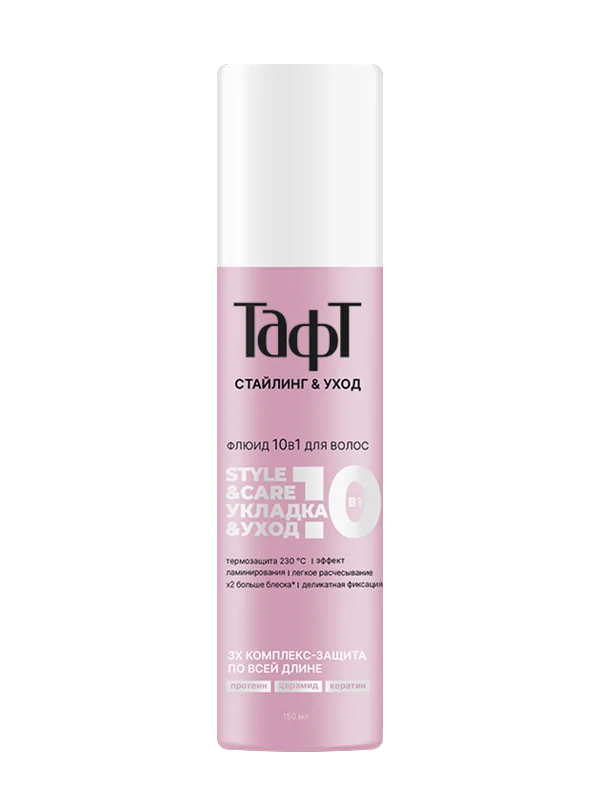 ТафТ
СТАЙЛИНГ & УХОД
ФЛЮИД 10В1 ДЛЯ ВОЛОС
STYLE
&CARE
УКЛАДКА
&УХОД
10
В1
термозащита 230 °C | эффект
ламинирования | легкое расчесывание
x2 больше блеска* | деликатная фиксация
3X КОМПЛЕКС-ЗАЩИТА
ПО ВСЕЙ ДЛИНЕ
протеин церамид кератин
150 мл